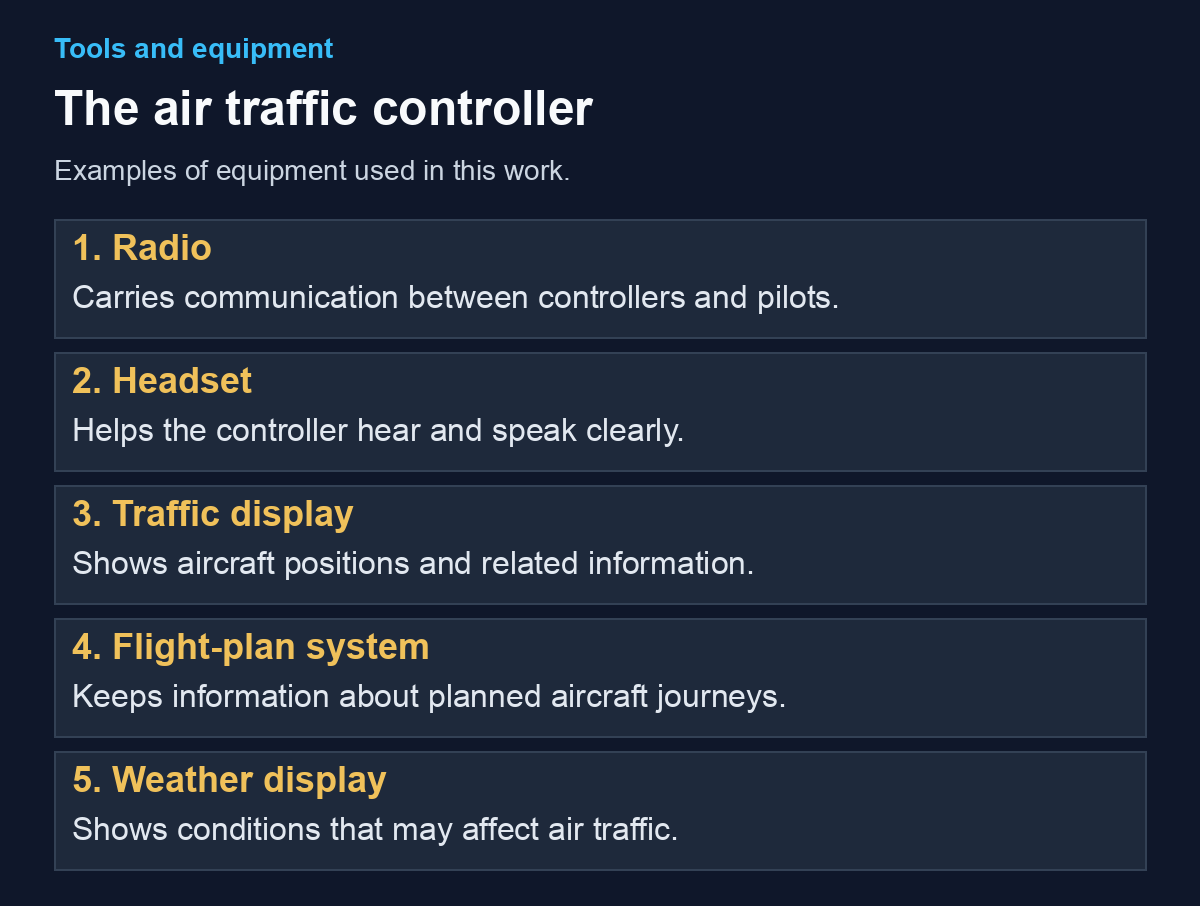 Tools and equipment
The air traffic controller
Examples of equipment used in this work.
1. Radio
Carries communication between controllers and pilots.
2. Headset
Helps the controller hear and speak clearly.
3. Traffic display
Shows aircraft positions and related information.
4. Flight-plan system
Keeps information about planned aircraft journeys.
5. Weather display
Shows conditions that may affect air traffic.